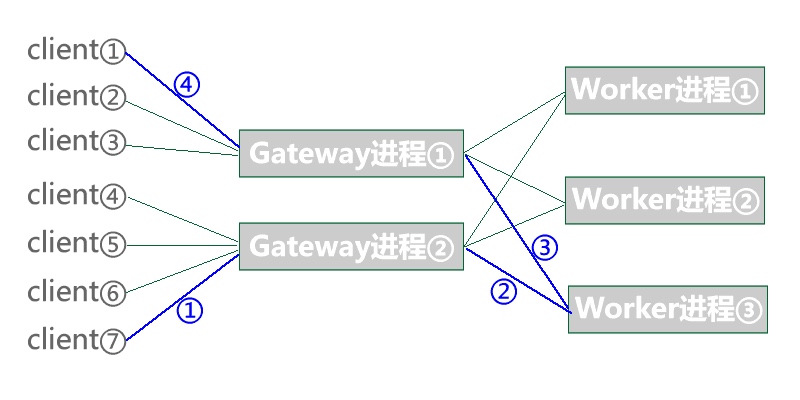 client①
④
client②
client③
client④
client⑤
client⑥
client⑦
①
Gateway进程①
Gateway进程②
③
②
Worker进程①
Worker进程②
Worker进程③